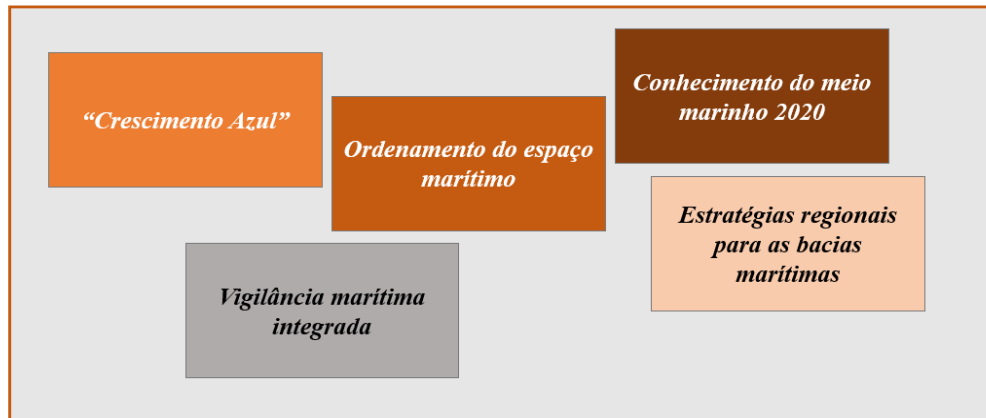 “Crescimento Azul”
Ordenamento do espaço
marítimo
Conhecimento do meio
marinho 2020
Vigilância marítima
integrada
Estratégias regionais
para as bacias
marítimas